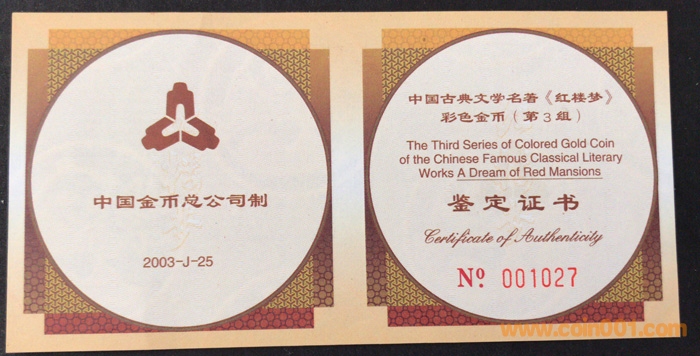 中国金币总公司制
2003-J-25
中国古典文学名著《红楼梦》
彩色金币（第3组）
The Third Series of Colored Gold Coin
of the Chinese Famous Classical Literary
Works A Dream of Red Mansions
鉴定证书
Certificate of Authenticity
Nº 001027
www.coin001.com